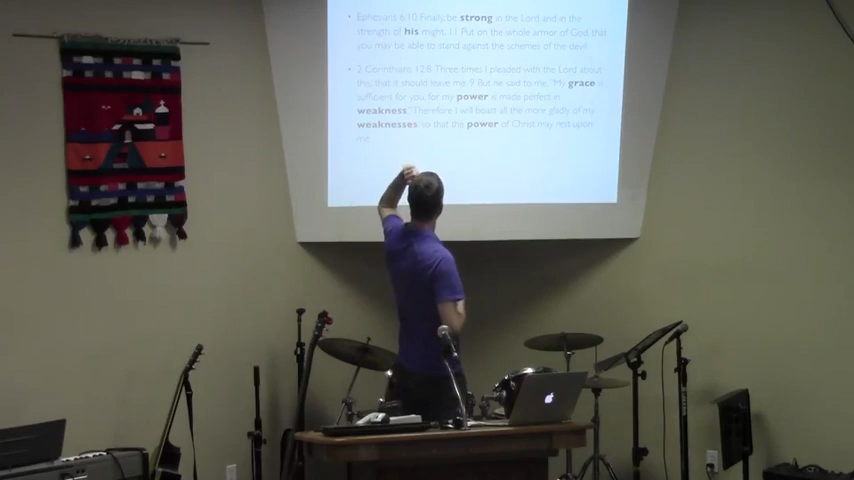 • Ephesians 6:10 Finally, be strong in the Lord and in the
strength of his might. 11 Put on the whole armor of God, that
you may be able to stand against the schemes of the devil.
• 2 Corinthians 12:8 Three times I pleaded with the Lord about
this, that it should leave me. 9 But he said to me, "My grace is
sufficient for you, for my power is made perfect in
weakness." Therefore I will boast all the more gladly of my
weaknesses, so that the power of Christ may rest upon
me.